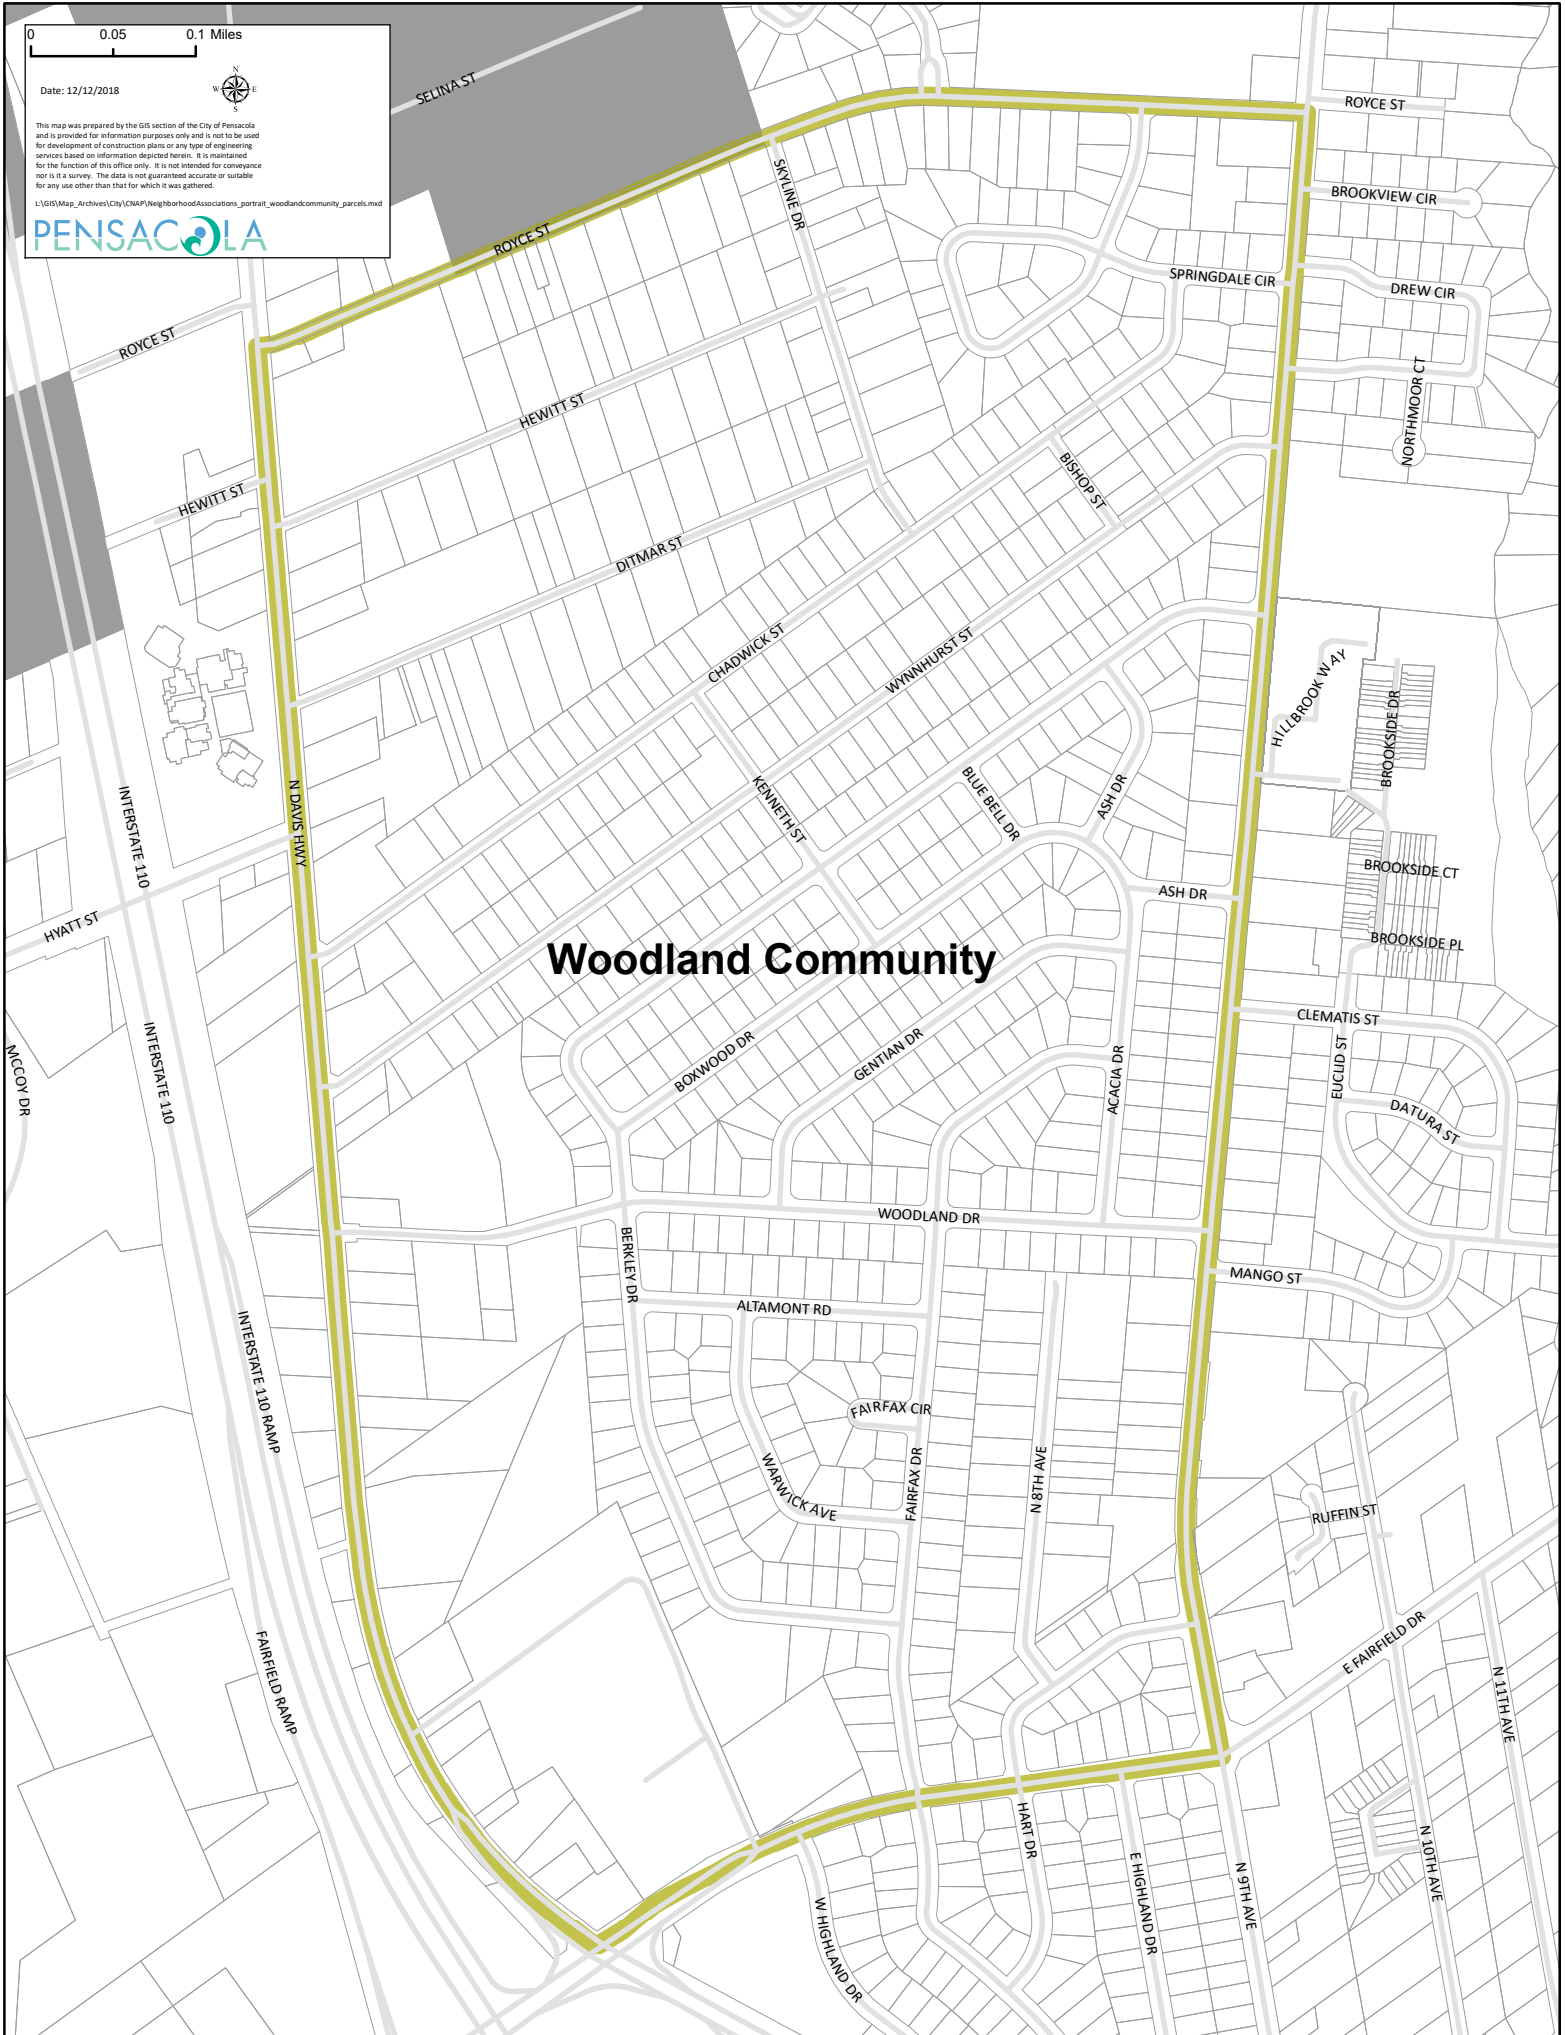 0 0.05 0.1 Miles
Date: 12/12/2018
N
W E
S
This map was prepared by the GIS section of the City of Pensacola
and is provided for information purposes only and is not to be used
for development of construction plans or any type of engineering
services based on information depicted herein. It is maintained
for the function of this office only. It is not intended for conveyance
nor is it a survey. The data is not guaranteed accurate or suitable
for any use other than that for which it was gathered.
L:\GIS\Map_Archives\City\CNAP\NeighborhoodAssociations_portrait_woodlandcommunity_parcels.mxd
PENSACOLA
SELINA ST
ROYCE ST
BROOKVIEW CIR
SKYLINE DR
ROYCE ST
SPRINGDALE CIR
DREW CIR
ROYCE ST
NORTHMOOR CT
HEWITT ST
BISHOP ST
HEWITT ST
DITMAR ST
CHADWICK ST
WYNNHURST ST
HILLBROOK WAY
BROOKSIDE DR
N DAVIS HWY
INTERSTATE 110
KENNETH ST
BLUE BELL DR
ASH DR
BROOKSIDE CT
ASH DR
HYATT ST
BROOKSIDE PL
Woodland Community
CLEMATIS ST
INTERSTATE 110
MCCOY DR
BOXWOOD DR
GENTIAN DR
ACACIA DR
EUCLID ST
DATURA ST
WOODLAND DR
BERKLEY DR
MANGO ST
ALTAMONT RD
INTERSTATE 110 RAMP
FAIRFAX CIR
WARWICK AVE
FAIRFAX DR
N 8TH AVE
RUFFIN ST
E FAIRFIELD DR
FAIRFIELD RAMP
N 11TH AVE
HART DR
E HIGHLAND DR
N 9TH AVE
N 10TH AVE
W HIGHLAND DR